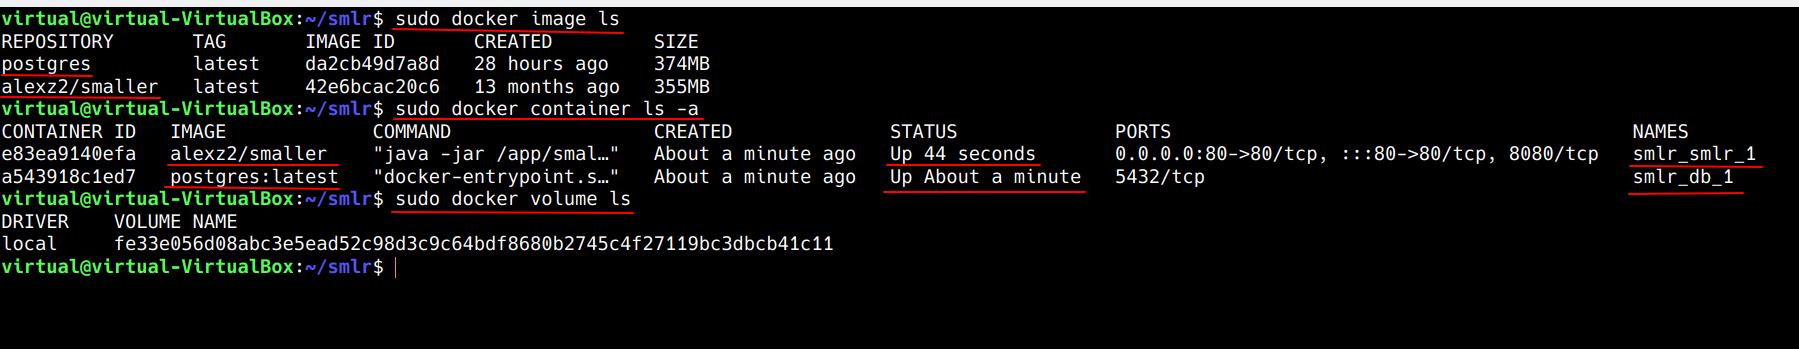 virtual@virtual-VirtualBox:~/smlr$ sudo docker image ls
REPOSITORY TAG IMAGE ID CREATED SIZE
postgres latest da2cb49d7a8d 28 hours ago 374MB
alexz2/smaller latest 42e6bcac20c6 13 months ago 355MB
virtual@virtual-VirtualBox:~/smlr$ sudo docker container ls -a
CONTAINER ID IMAGE COMMAND CREATED STATUS PORTS NAMES
e83ea9140efa alexz2/smaller "java -jar /app/smal…" About a minute ago Up 44 seconds 0.0.0.0:80->80/tcp, :::80->80/tcp, 8080/tcp smlr_smlr_1
a543918c1ed7 postgres:latest "docker-entrypoint.s…" About a minute ago Up About a minute 5432/tcp smlr_db_1
virtual@virtual-VirtualBox:~/smlr$ sudo docker volume ls
DRIVER VOLUME NAME
local fe33e056d08abc3e5ead52c98d3c9c64bdf8680b2745c4f27119bc3dbcb41c11
virtual@virtual-VirtualBox:~/smlr$